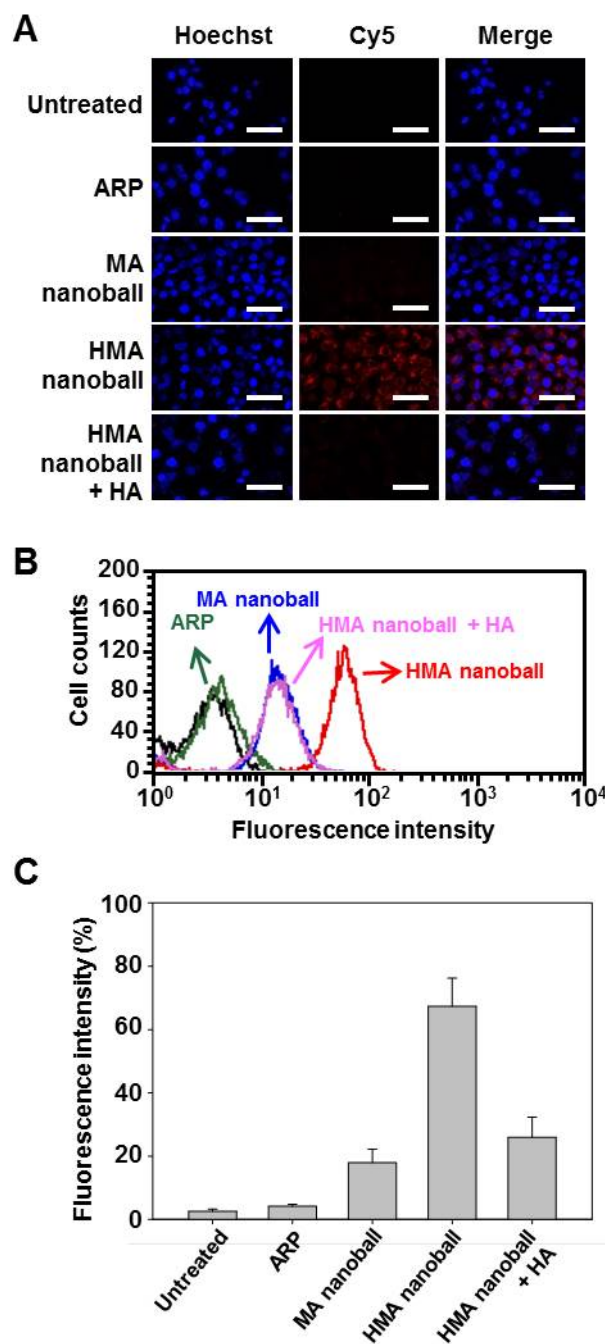 A
Hoechst Cy5 Merge
Untreated
ARP
MA
nanoball
HMA
nanoball
HMA
nanoball
+ HA
B
200
160
120
80
40
0
Cell counts
ARP
MA nanoball
HMA nanoball + HA
HMA nanoball
10⁰ 10¹ 10² 10³ 10⁴
Fluorescence intensity
C
100
80
60
40
20
0
Fluorescence intensity (%)
Untreated
ARP
MA nanoball
HMA nanoball
HMA nanoball
+ HA